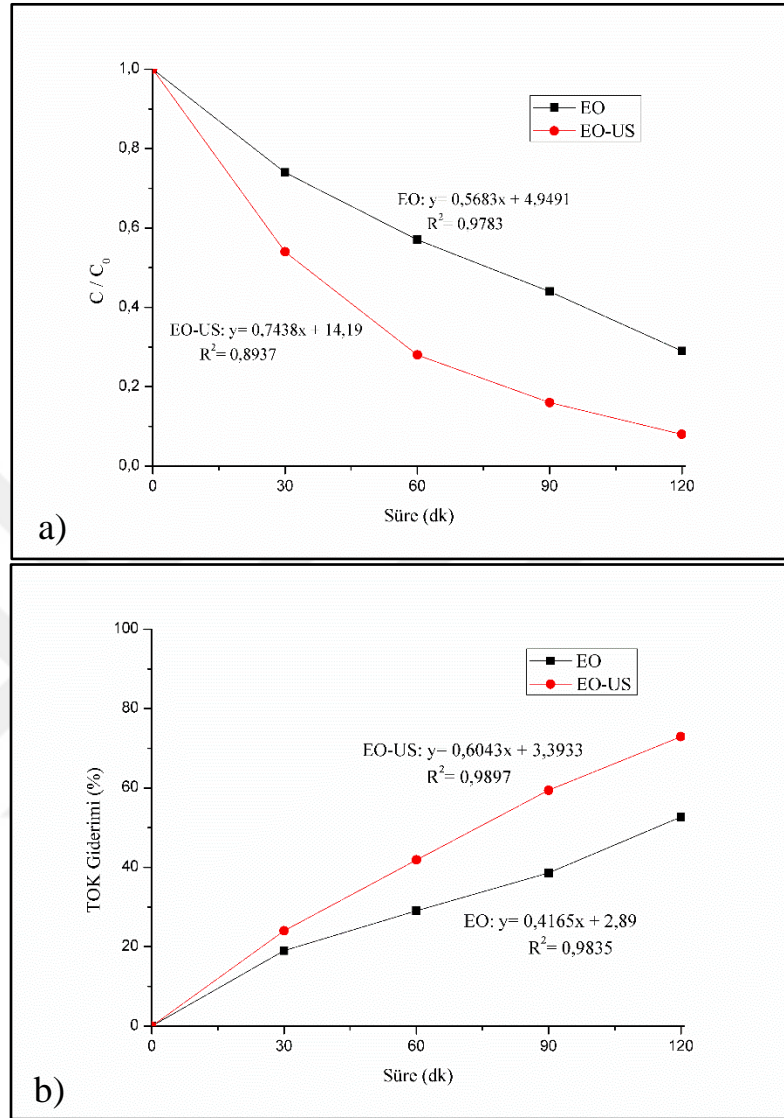 1,0
0,8
0,6
0,4
0,2
0,0
C / C0
EO
EO-US
EO: y= 0,5683x + 4,9491
R2= 0.9783
EO-US: y= 0,7438x + 14,19
R2= 0,8937
0 30 60 90 120
Süre (dk)
a)
100
80
60
40
20
0
TOK Giderimi (%)
EO
EO-US
EO-US: y= 0,6043x + 3,3933
R2= 0,9897
EO: y= 0,4165x + 2,89
R2= 0,9835
0 30 60 90 120
Süre (dk)
b)